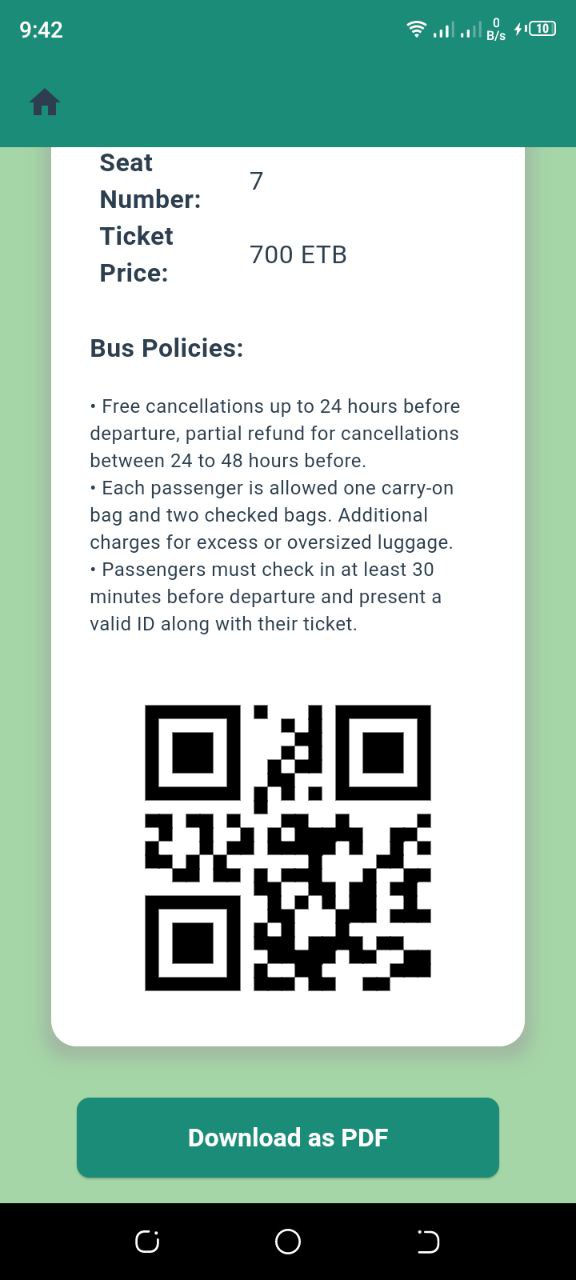 9:42
0
B/s
10
Seat
Number:
7
Ticket
Price:
700 ETB
Bus Policies:
• Free cancellations up to 24 hours before
departure, partial refund for cancellations
between 24 to 48 hours before.
• Each passenger is allowed one carry-on
bag and two checked bags. Additional
charges for excess or oversized luggage.
• Passengers must check in at least 30
minutes before departure and present a
valid ID along with their ticket.
Download as PDF